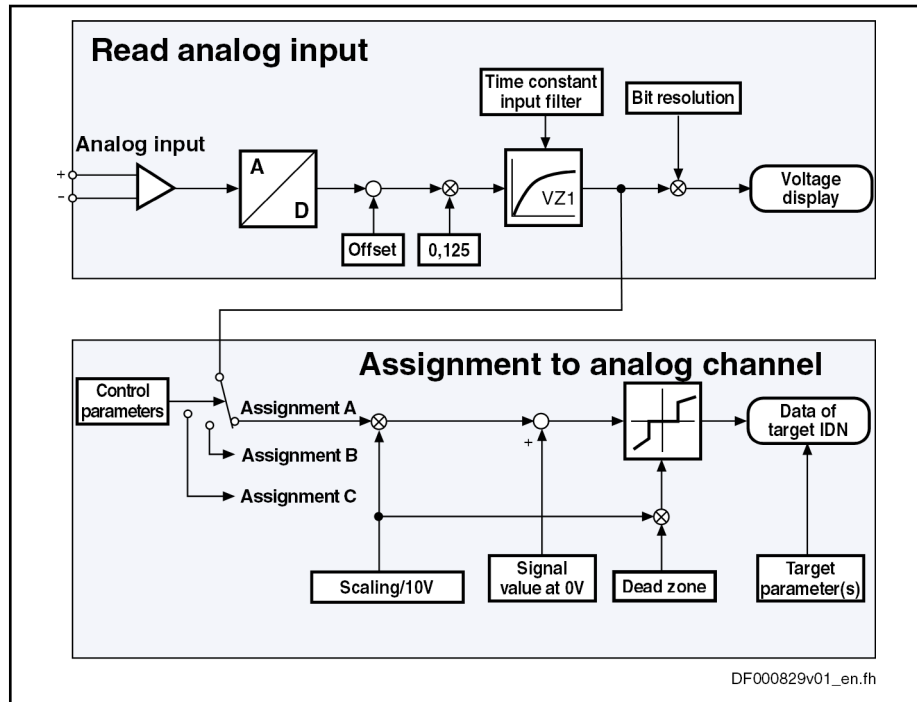 Read analog input
Time constant
input filter
Bit resolution
Analog input
+
-
A
D
VZ1
Voltage
display
Offset
0,125
Assignment to analog channel
Control
parameters
Assignment A
Assignment B
Assignment C
+
Data of
target IDN
Scaling/10V
Signal
value at 0V
Dead zone
Target
parameter(s)
DF000829v01_en.fh